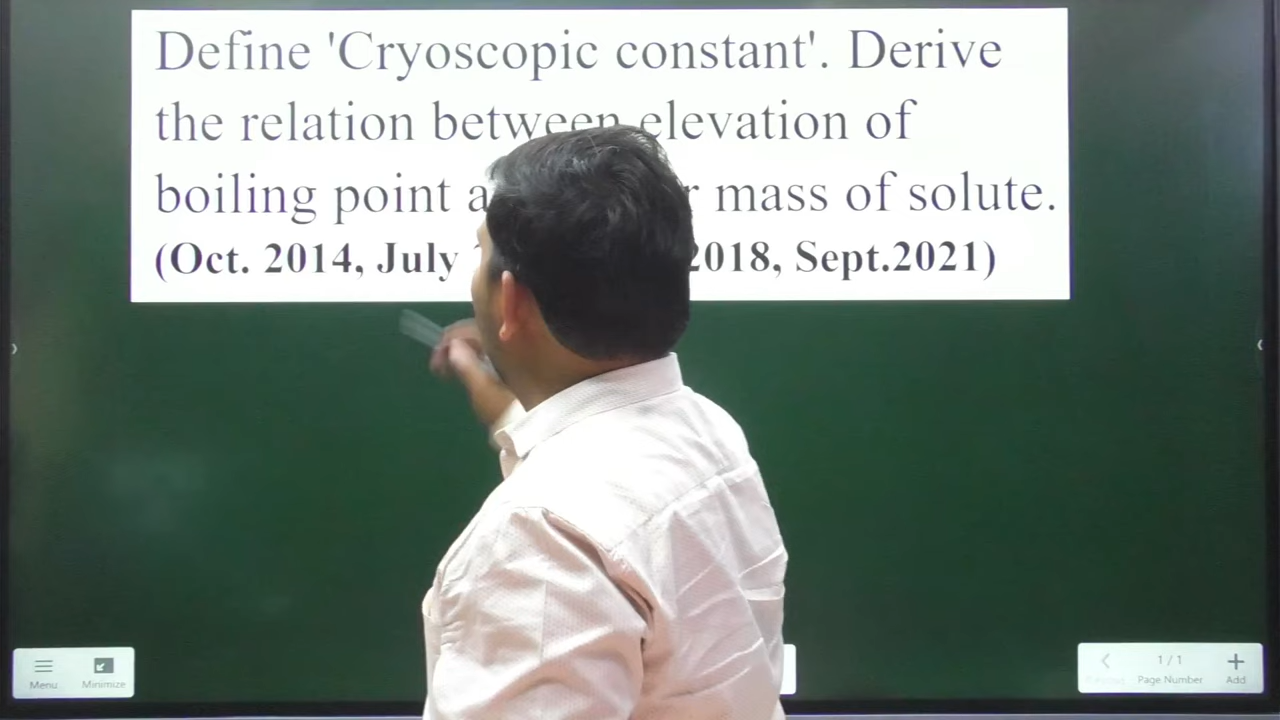 Define 'Cryoscopic constant'. Derive
the relation between elevation of
boiling point mass of solute.
(Oct. 2014, July 2018, Sept.2021)
Menu
Minimize
1/1
Page Number
Add